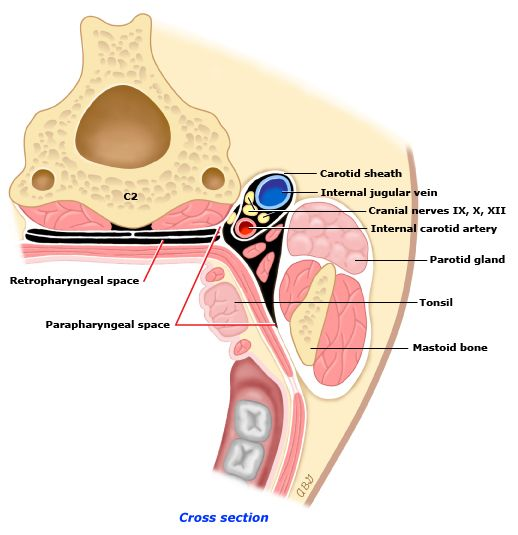 C2
Carotid sheath
Internal jugular vein
Cranial nerves IX, X, XII
Internal carotid artery
Parotid gland
Retropharyngeal space
Tonsil
Parapharyngeal space
Mastoid bone
Cross section